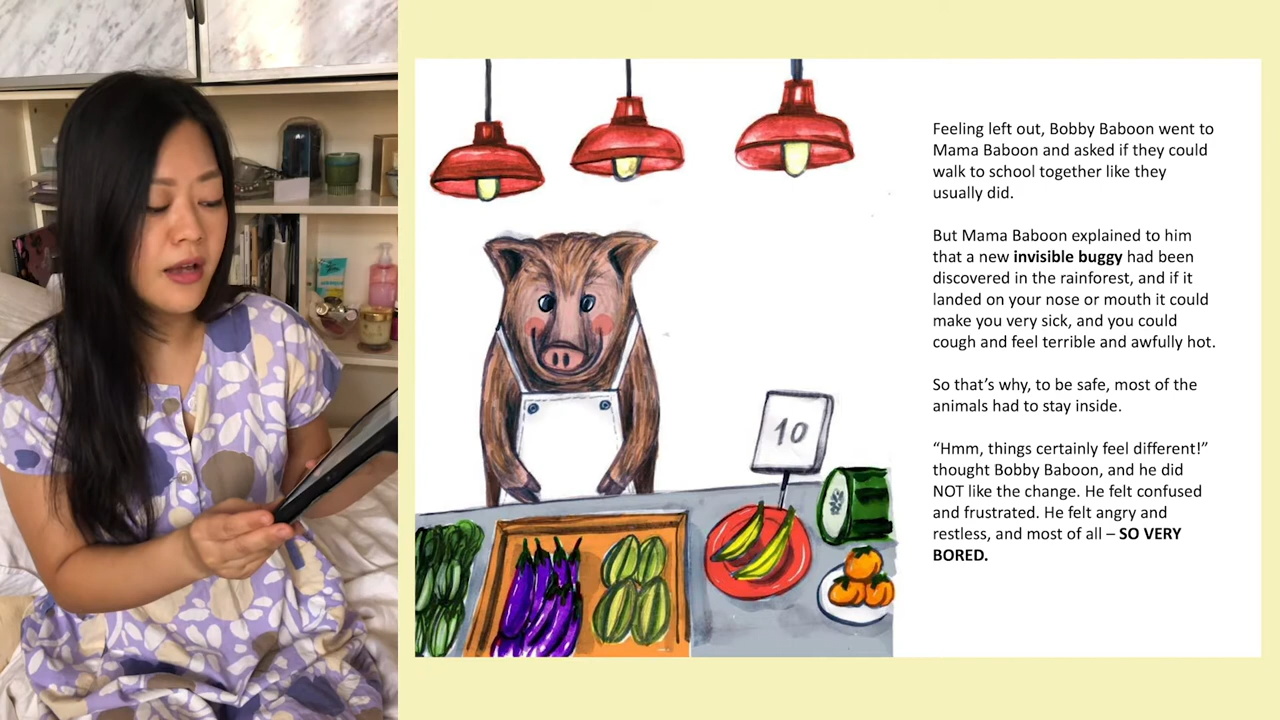 Feeling left out, Bobby Baboon went to
Mama Baboon and asked if they could
walk to school together like they
usually did.
But Mama Baboon explained to him
that a new invisible buggy had been
discovered in the rainforest, and if it
landed on your nose or mouth it could
make you very sick, and you could
cough and feel terrible and awfully hot.
So that’s why, to be safe, most of the
animals had to stay inside.
“Hmm, things certainly feel different!”
thought Bobby Baboon, and he did
NOT like the change. He felt confused
and frustrated. He felt angry and
restless, and most of all – SO VERY
BORED.
10